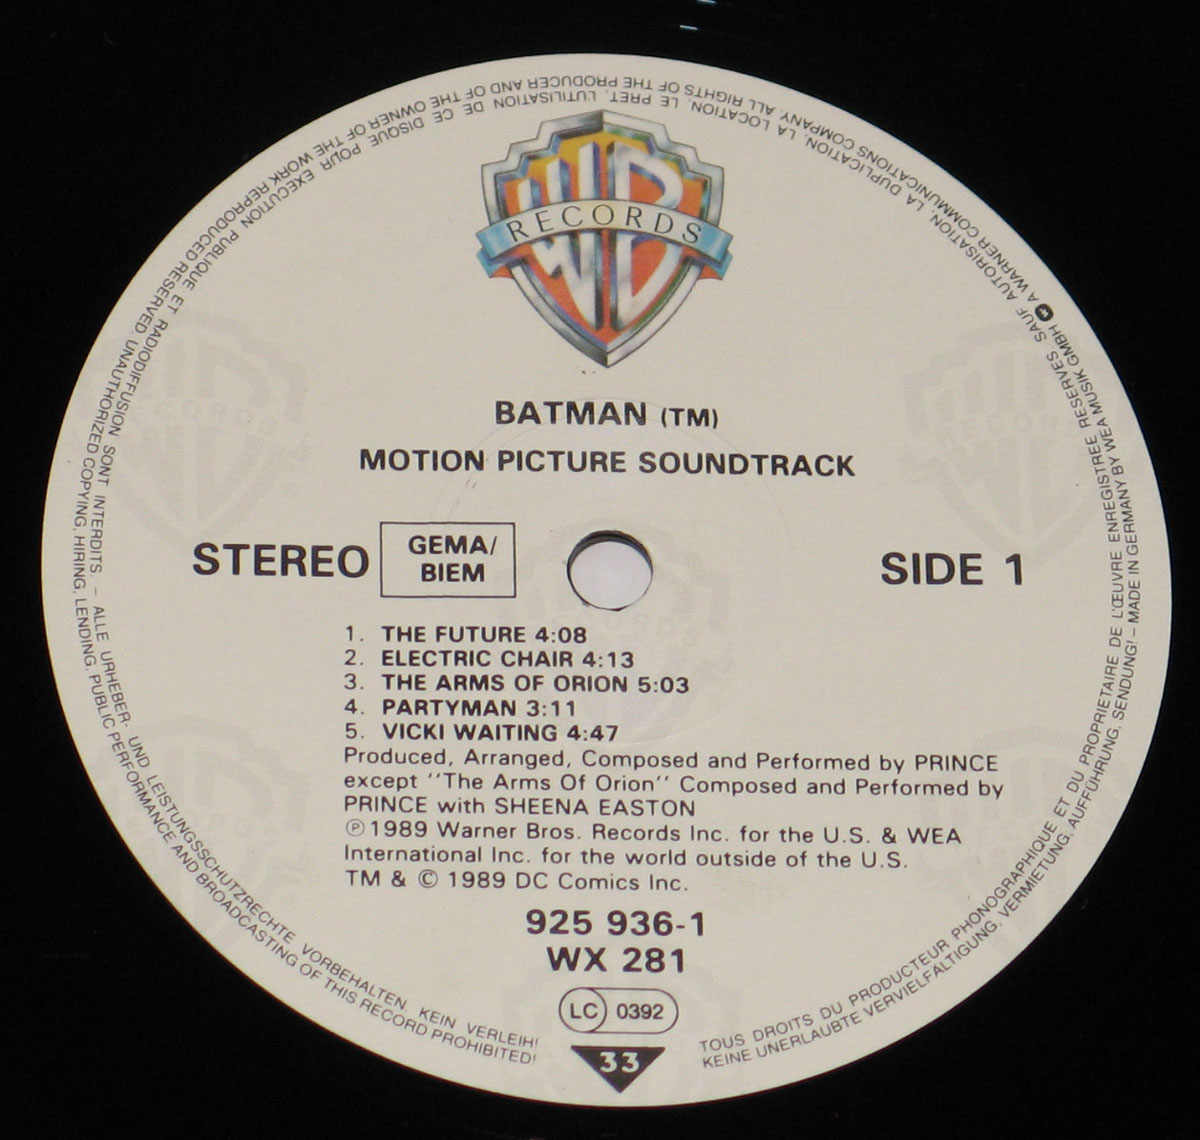 WB
RECORDS
BATMAN (TM)
MOTION PICTURE SOUNDTRACK
STEREO
GEMA/
BIEM
SIDE 1
1. THE FUTURE 4:08
2. ELECTRIC CHAIR 4:13
3. THE ARMS OF ORION 5:03
4. PARTYMAN 3:11
5. VICKI WAITING 4:47
Produced, Arranged, Composed and Performed by PRINCE
except ''The Arms Of Orion'' Composed and Performed by
PRINCE with SHEENA EASTON
Ⓟ 1989 Warner Bros. Records Inc. for the U.S. & WEA
International Inc. for the world outside of the U.S.
TM & © 1989 DC Comics Inc.
925 936-1
WX 281
LC 0392
33
TOUS DROITS DU PRODUCTEUR PHONOGRAPHIQUE ET DU PROPRIETAIRE DE L'ŒUVRE ENREGISTREE RESERVES. SAUF AUTORISATION, LA DUPLICATION, LA LOCATION, LE PRET, L'UTILISATION DE CE DISQUE POUR EXECUTION PUBLIQUE ET RADIODIFFUSION SONT INTERDITS. – ALLE URHEBER- UND LEISTUNGSSCHUTZRECHTE VORBEHALTEN. KEIN VERLEIH!
KEINE UNERLAUBTE VERVIELFÄLTIGUNG, VERMIETUNG, AUFFÜHRUNG, SENDUNG! – MADE IN GERMANY BY WEA MUSIK GMBH A WARNER COMMUNICATIONS COMPANY. ALL RIGHTS OF THE PRODUCER AND OF THE OWNER OF THE WORK REPRODUCED RESERVED. UNAUTHORIZED COPYING, HIRING, LENDING, PUBLIC PERFORMANCE AND BROADCASTING OF THIS RECORD PROHIBITED!